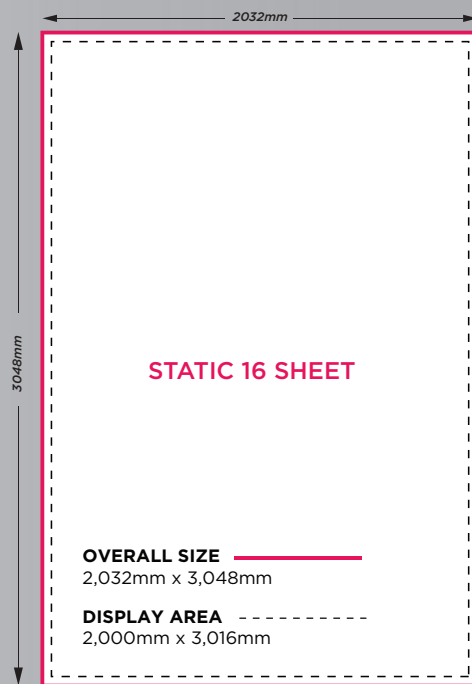 2032mm
3048mm
STATIC 16 SHEET
OVERALL SIZE
2,032mm x 3,048mm
DISPLAY AREA
2,000mm x 3,016mm